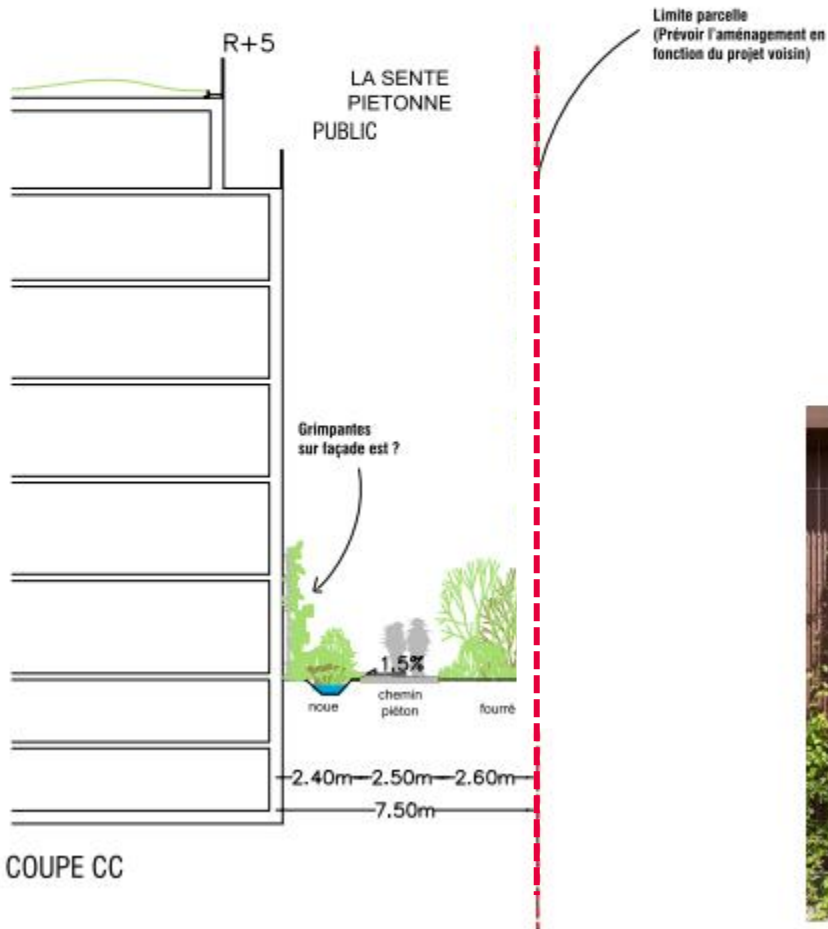 Limite parcelle
(Prévoir l'aménagement en
fonction du projet voisin)
R+5
LA SENTE
PIETONNE
PUBLIC
Grimpantes
sur façade est ?
1.5%
noue
chemin
piéton
fourré
2.40m 2.50m 2.60m
7.50m
COUPE CC